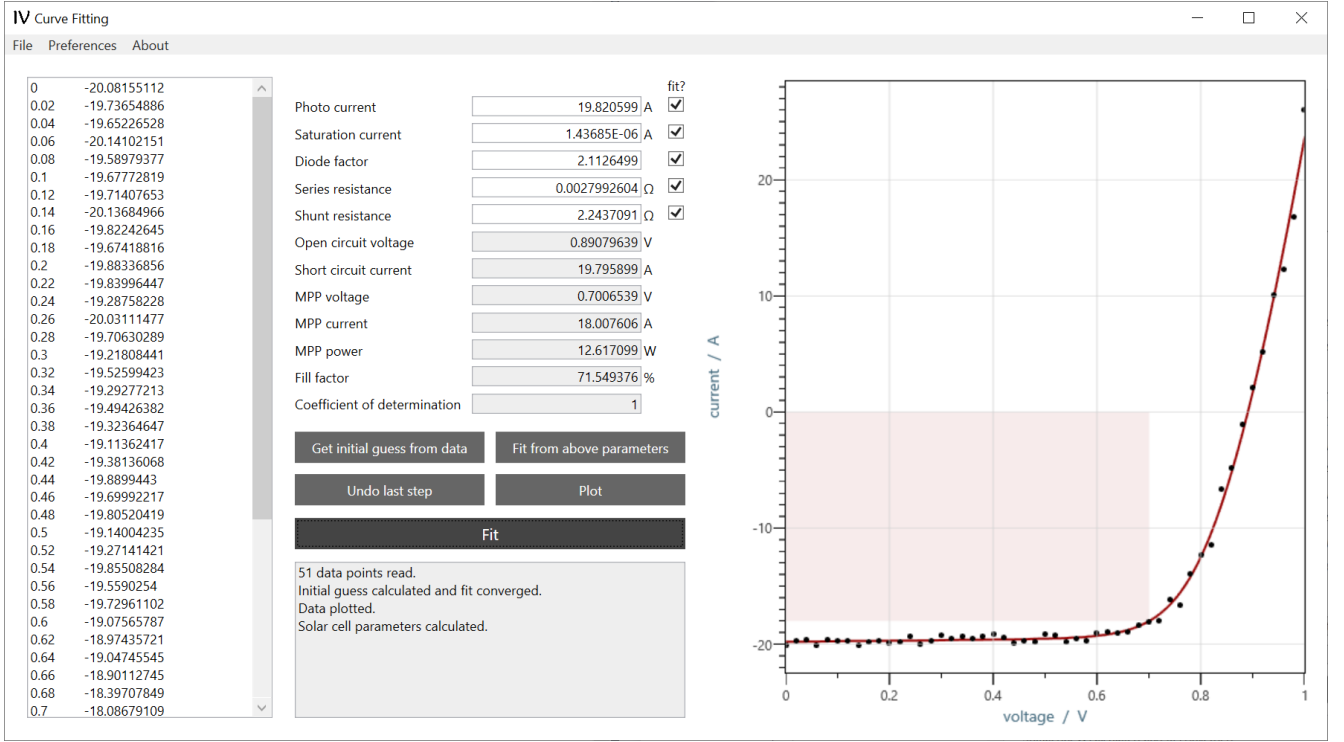 IV Curve Fitting
File Preferences About
0 -20.08155112
0.02 -19.73654886
0.04 -19.65226528
0.06 -20.14102151
0.08 -19.58979377
0.1 -19.67772819
0.12 -19.71407653
0.14 -20.13684966
0.16 -19.82242645
0.18 -19.67418816
0.2 -19.88336856
0.22 -19.83996447
0.24 -19.28758228
0.26 -20.03111477
0.28 -19.70630289
0.3 -19.21808441
0.32 -19.52599423
0.34 -19.29277213
0.36 -19.49426382
0.38 -19.32364647
0.4 -19.11362417
0.42 -19.38136068
0.44 -19.8899443
0.46 -19.69992217
0.48 -19.80520419
0.5 -19.14004235
0.52 -19.27141421
0.54 -19.85508284
0.56 -19.5590254
0.58 -19.72961102
0.6 -19.07565787
0.62 -18.97435721
0.64 -19.04745545
0.66 -18.90112745
0.68 -18.39707849
0.7 -18.08679109
fit?
Photo current 19.820599 A
Saturation current 1.43685E-06 A
Diode factor 2.1126499
Series resistance 0.0027992604 Ω
Shunt resistance 2.2437091 Ω
Open circuit voltage 0.89079639 V
Short circuit current 19.795899 A
MPP voltage 0.7006539 V
MPP current 18.007606 A
MPP power 12.617099 W
Fill factor 71.549376 %
Coefficient of determination 1
Get initial guess from data Fit from above parameters
Undo last step Plot
Fit
51 data points read.
Initial guess calculated and fit converged.
Data plotted.
Solar cell parameters calculated.
current / A
20
10
0
-10
-20
0 0.2 0.4 0.6 0.8 1
voltage / V